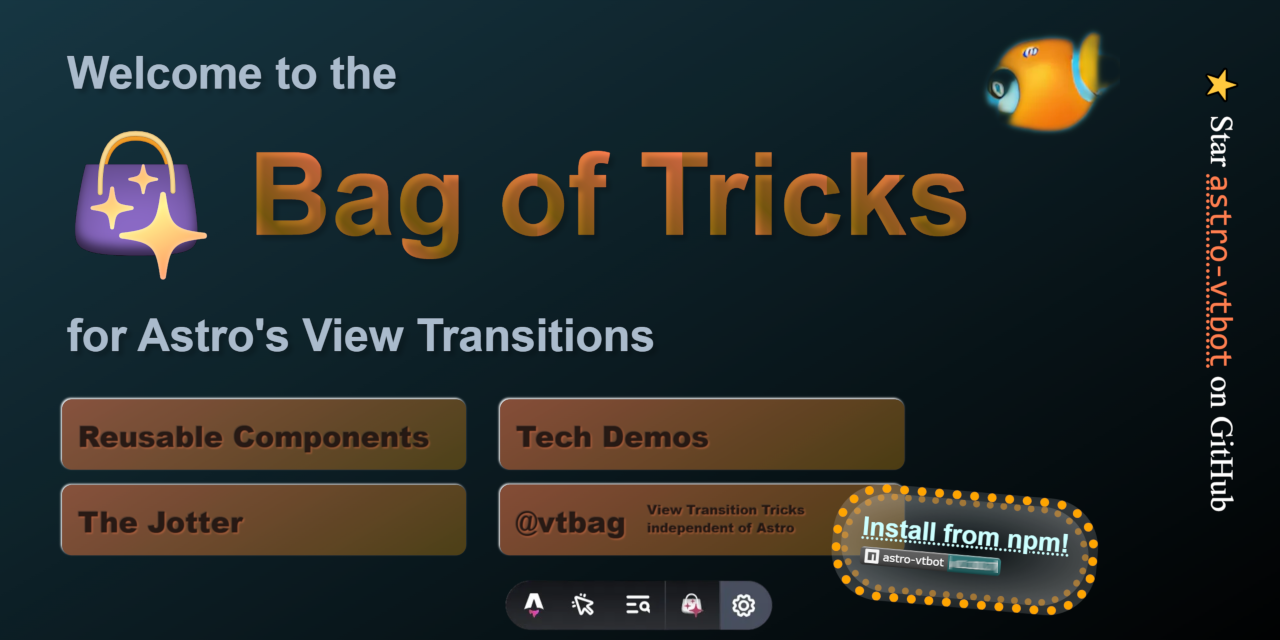 Welcome to the
Bag of Tricks
for Astro's View Transitions
Reusable Components
Tech Demos
The Jotter
@vtbag
View Transition Tricks
independent of Astro
Install from npm!
astro-vtbot
Star astro-vtbot on GitHub